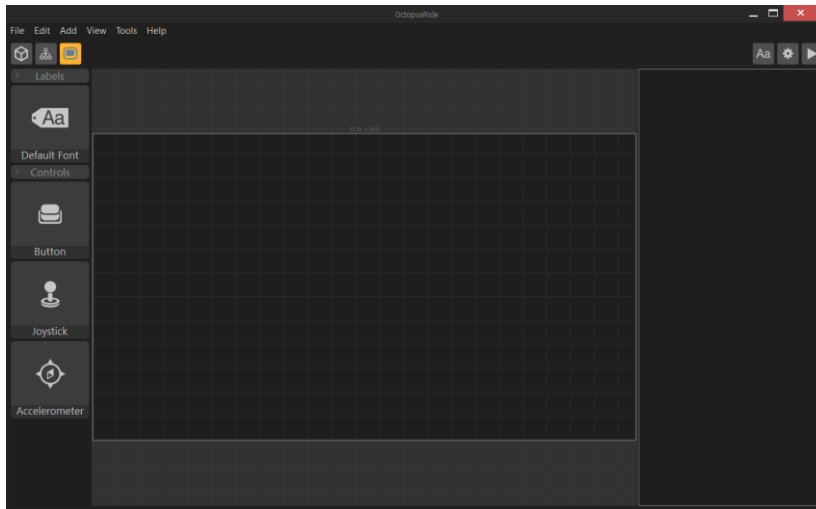 OctopusRide
File Edit Add View Tools Help
Aa
Labels
Aa
Default Font
Controls
Button
Joystick
Accelerometer